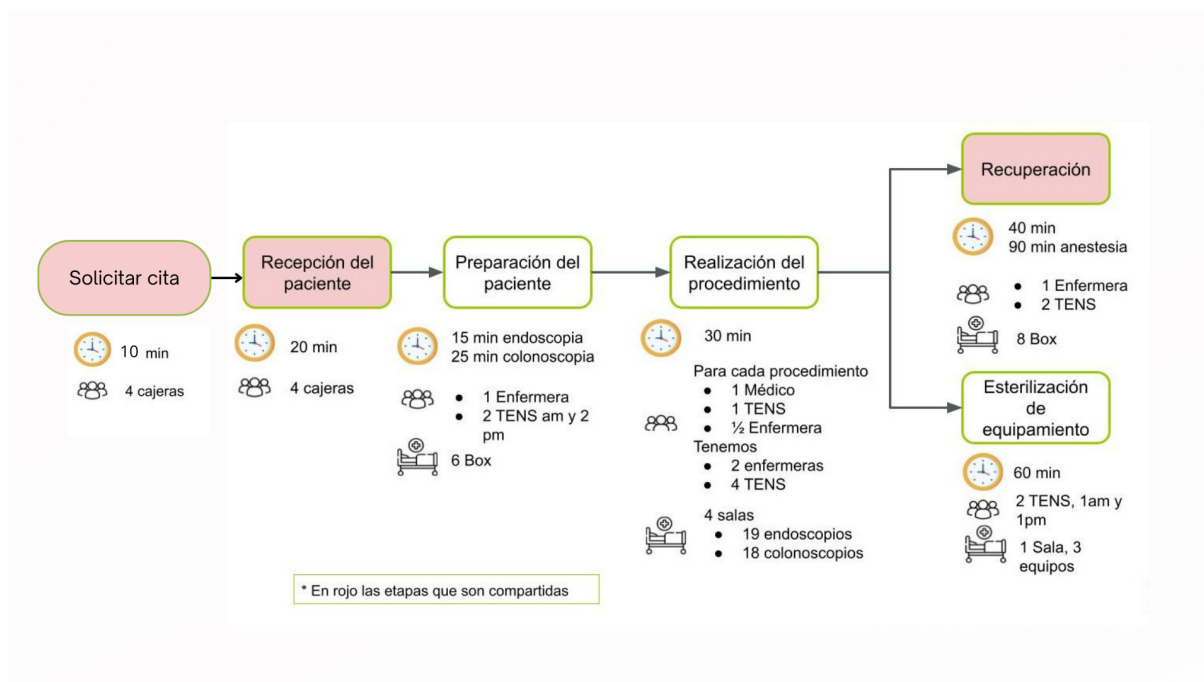 Solicitar cita
10 min
4 cajeras
Recepción del
paciente
20 min
4 cajeras
Preparación del
paciente
15 min endoscopia
25 min colonoscopia
● 1 Enfermera
● 2 TENS am y 2
pm
6 Box
Realización del
procedimiento
30 min
Para cada procedimiento
● 1 Médico
● 1 TENS
● ½ Enfermera
Tenemos
● 2 enfermeras
● 4 TENS
4 salas
● 19 endoscopios
● 18 colonoscopios
Recuperación
40 min
90 min anestesia
● 1 Enfermera
● 2 TENS
8 Box
Esterilización
de
equipamiento
60 min
2 TENS, 1am y
1pm
1 Sala, 3
equipos
* En rojo las etapas que son compartidas